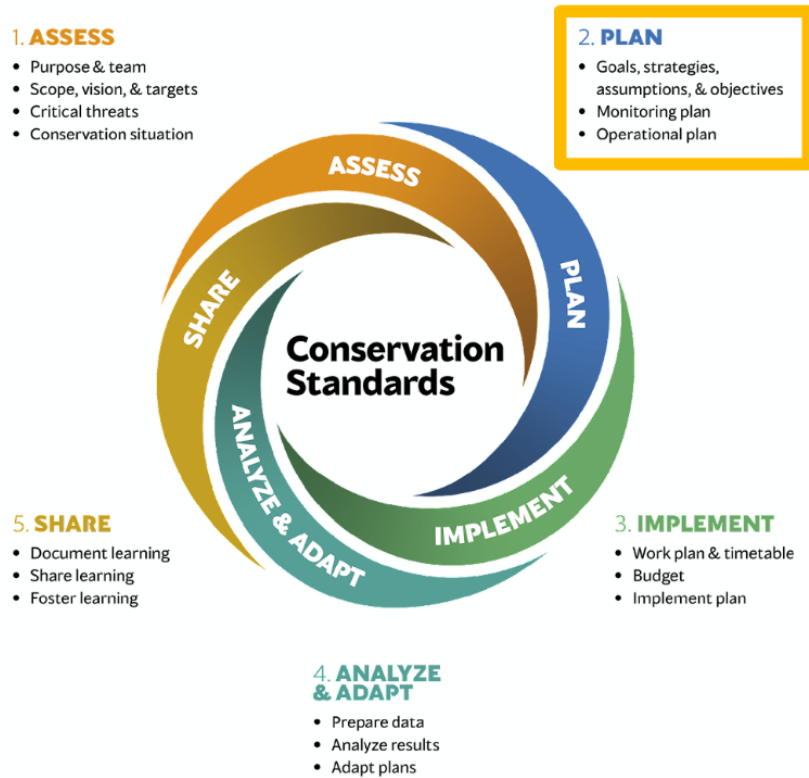 1. ASSESS
• Purpose & team
• Scope, vision, & targets
• Critical threats
• Conservation situation
2. PLAN
• Goals, strategies,
assumptions, & objectives
• Monitoring plan
• Operational plan
ASSESS
PLAN
SHARE
Conservation
Standards
ANALYZE & ADAPT
IMPLEMENT
5. SHARE
• Document learning
• Share learning
• Foster learning
3. IMPLEMENT
• Work plan & timetable
• Budget
• Implement plan
4. ANALYZE
& ADAPT
• Prepare data
• Analyze results
• Adapt plans